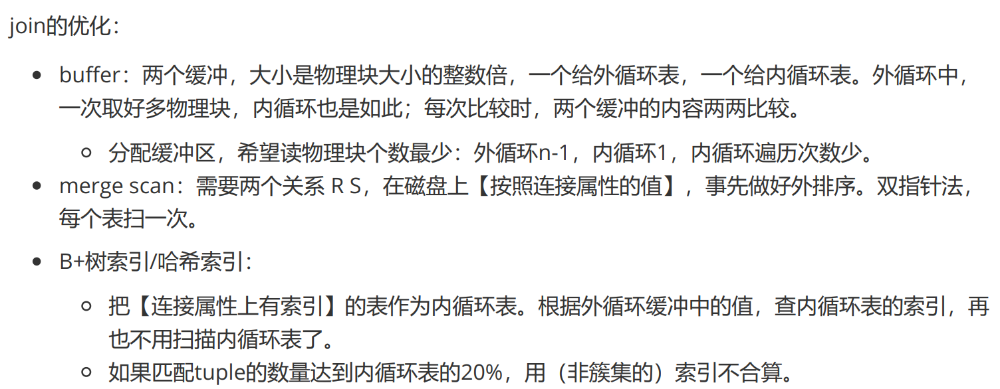 join的优化：
buffer：两个缓冲，大小是物理块大小的整数倍，一个给外循环表，一个给内循环表。外循环中，
一次取好多物理块，内循环也是如此；每次比较时，两个缓冲的内容两两比较。
分配缓冲区，希望读物理块个数最少：外循环n-1，内循环1，内循环遍历次数少。
merge scan：需要两个关系 R S，在磁盘上【按照连接属性的值】，事先做好外排序。双指针法，
每个表扫一次。
B+树索引/哈希索引：
把【连接属性上有索引】的表作为内循环表。根据外循环缓冲中的值，查内循环表的索引，再
也不用扫描内循环表了。
如果匹配tuple的数量达到内循环表的20%，用（非簇集的）索引不合算。